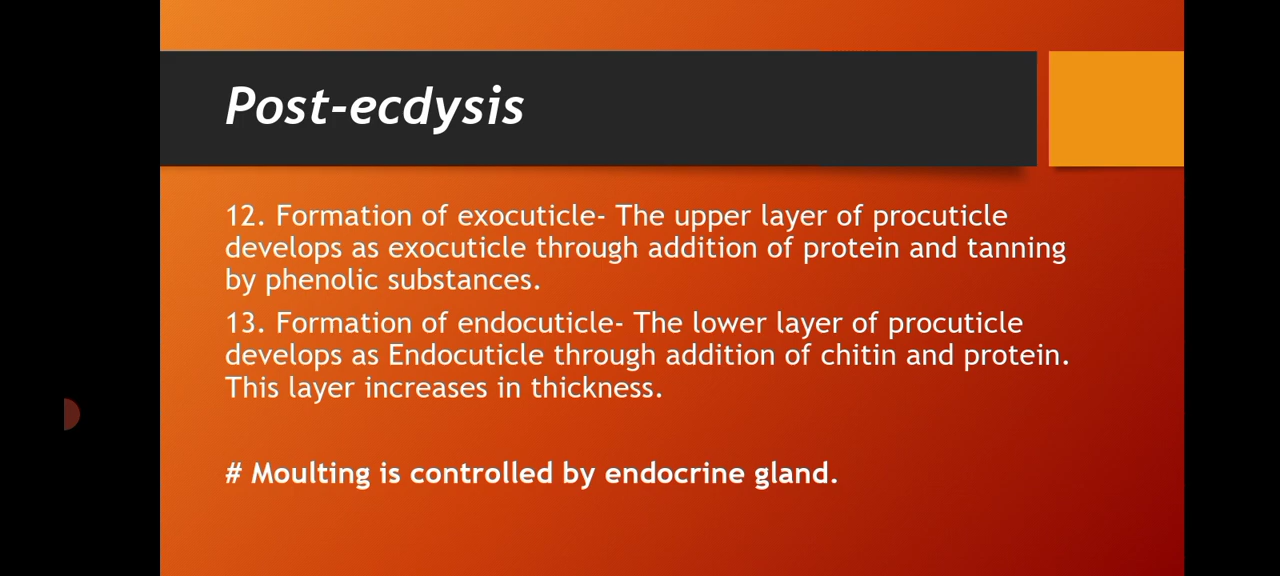 Post-ecdysis
12. Formation of exocuticle- The upper layer of procuticle
develops as exocuticle through addition of protein and tanning
by phenolic substances.
13. Formation of endocuticle- The lower layer of procuticle
develops as Endocuticle through addition of chitin and protein.
This layer increases in thickness.
# Moulting is controlled by endocrine gland.